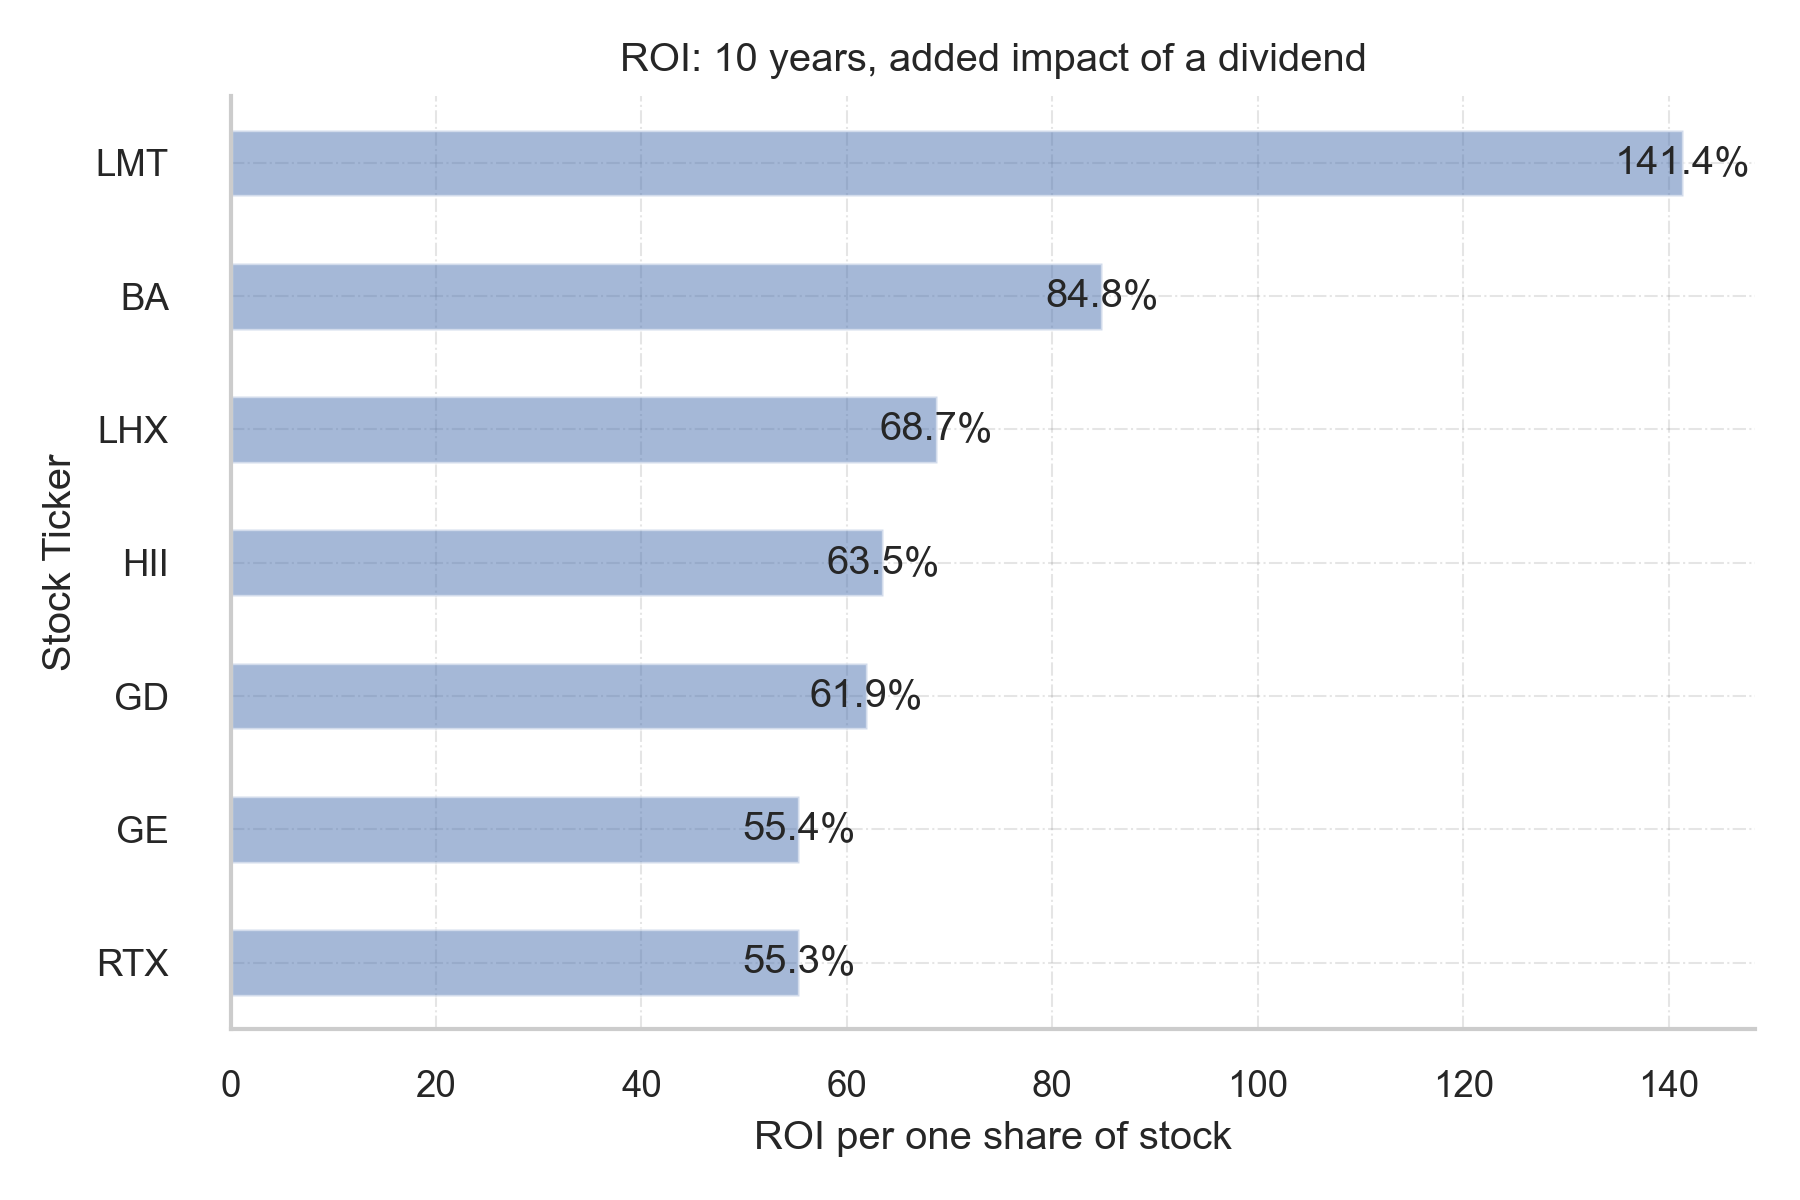 ROI: 10 years, added impact of a dividend
LMT
141.4%
BA
84.8%
LHX
68.7%
HII
63.5%
GD
61.9%
GE
55.4%
RTX
55.3%
Stock Ticker
0 20 40 60 80 100 120 140
ROI per one share of stock